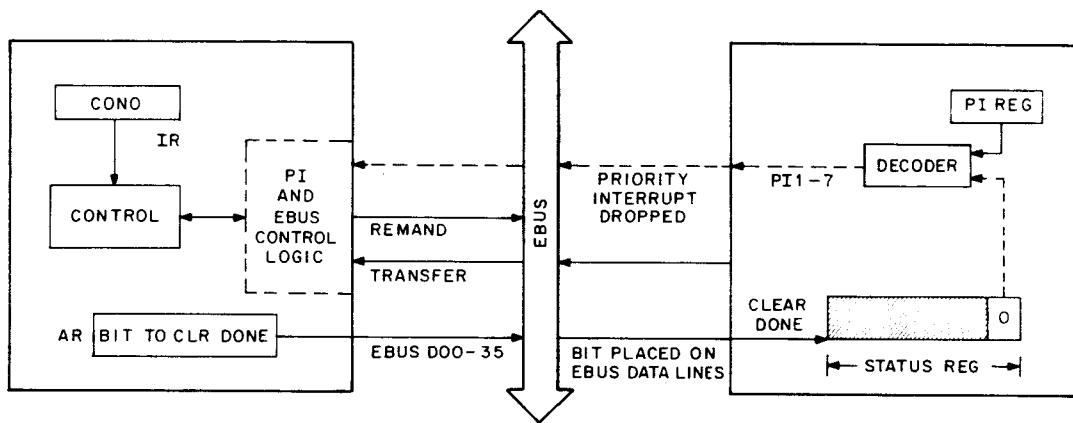 CONO
IR
CONTROL
PI
AND
EBUS
CONTROL
LOGIC
REMAND
TRANSFER
AR BIT TO CLR DONE
EBUS D00-35
EBUS
PRIORITY
INTERRUPT
DROPPED
BIT PLACED ON
EBUS DATA LINES
PI REG
DECODER
PI1-7
CLEAR
DONE
0
STATUS REG